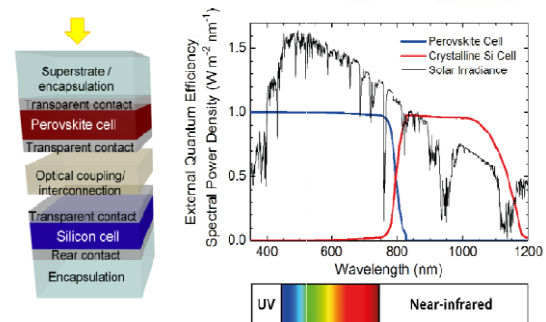 Superstrate /
encapsulation
Transparent contact
Perovskite cell
Transparent contact
Optical coupling/
interconnection
Transparent contact
Silicon cell
Rear contact
Encapsulation
External Quantum Efficiency
Spectral Power Density (W m-2 nm-1)
1.5
1.0
0.5
0.0
Perovskite Cell
Crystalline Si Cell
Solar Irradiance
400
600
800
1000
1200
Wavelength (nm)
UV
Near-infrared